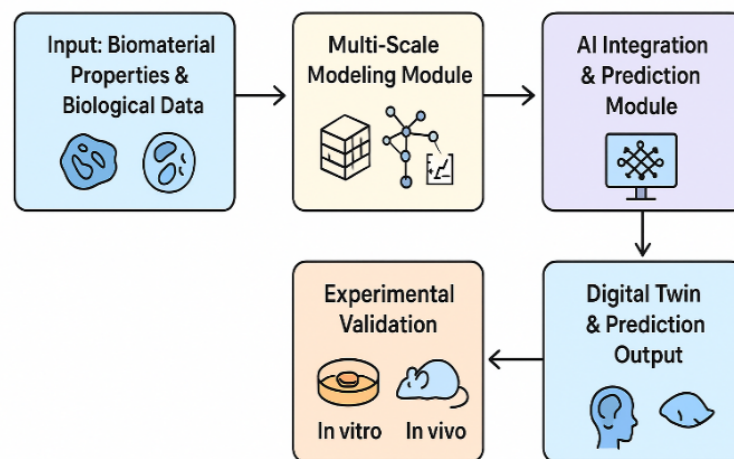 Input: Biomaterial
Properties &
Biological Data
Multi-Scale
Modeling Module
AI Integration
& Prediction
Module
Digital Twin
& Prediction
Output
Experimental
Validation
In vitro
In vivo